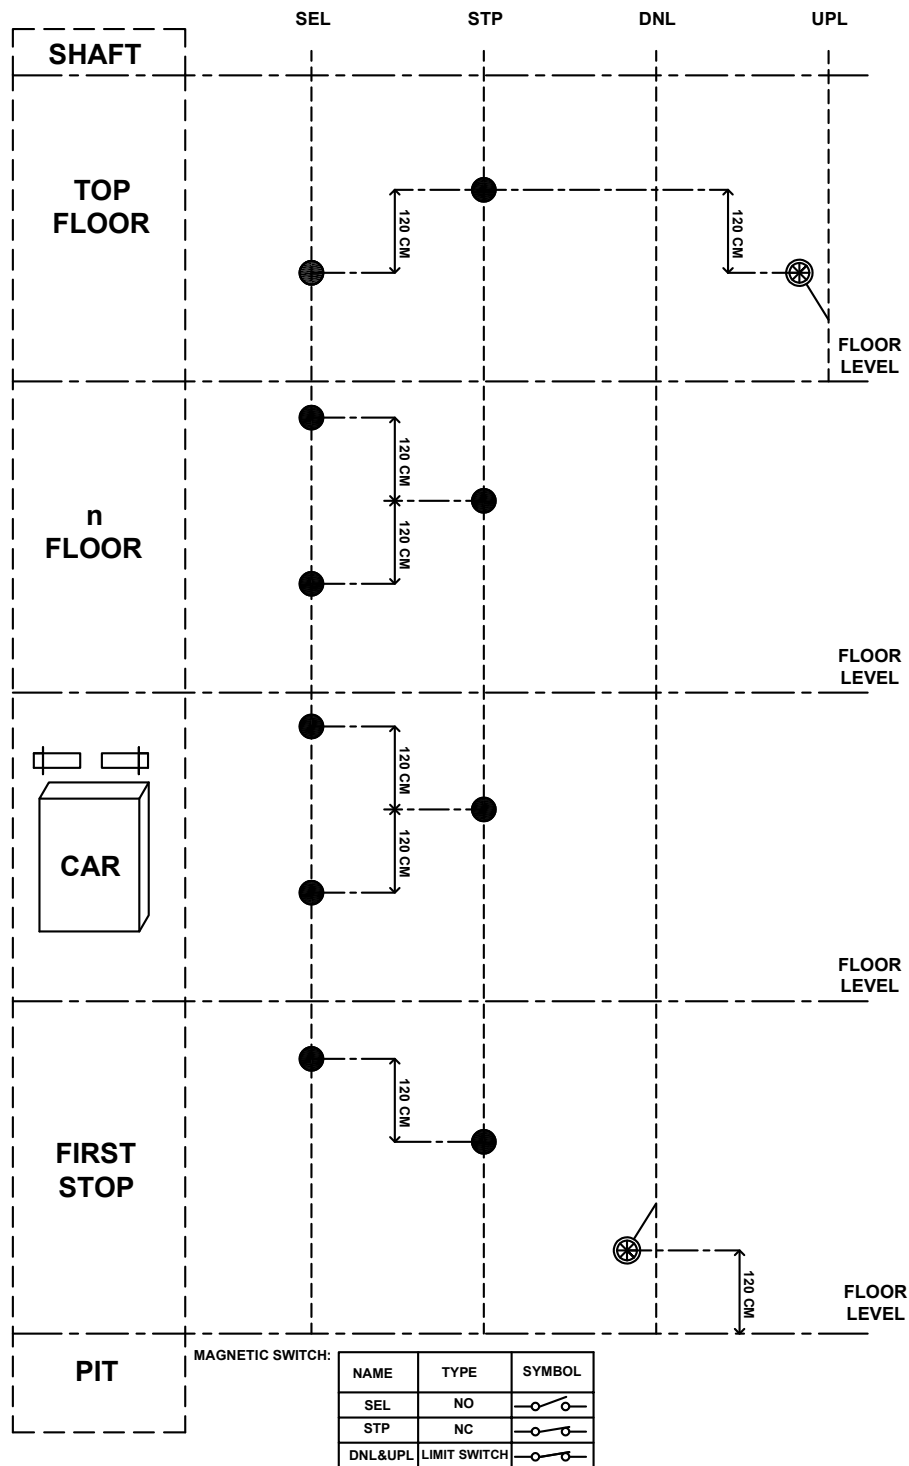 SEL STP DNL UPL
SHAFT
TOP
FLOOR
120 CM
120 CM
FLOOR
LEVEL
n
FLOOR
120 CM
120 CM
FLOOR
LEVEL
CAR
120 CM
120 CM
FLOOR
LEVEL
FIRST
STOP
120 CM
120 CM
FLOOR
LEVEL
PIT
MAGNETIC SWITCH:
NAME TYPE SYMBOL
SEL NO
STP NC
DNL&UPL LIMIT SWITCH